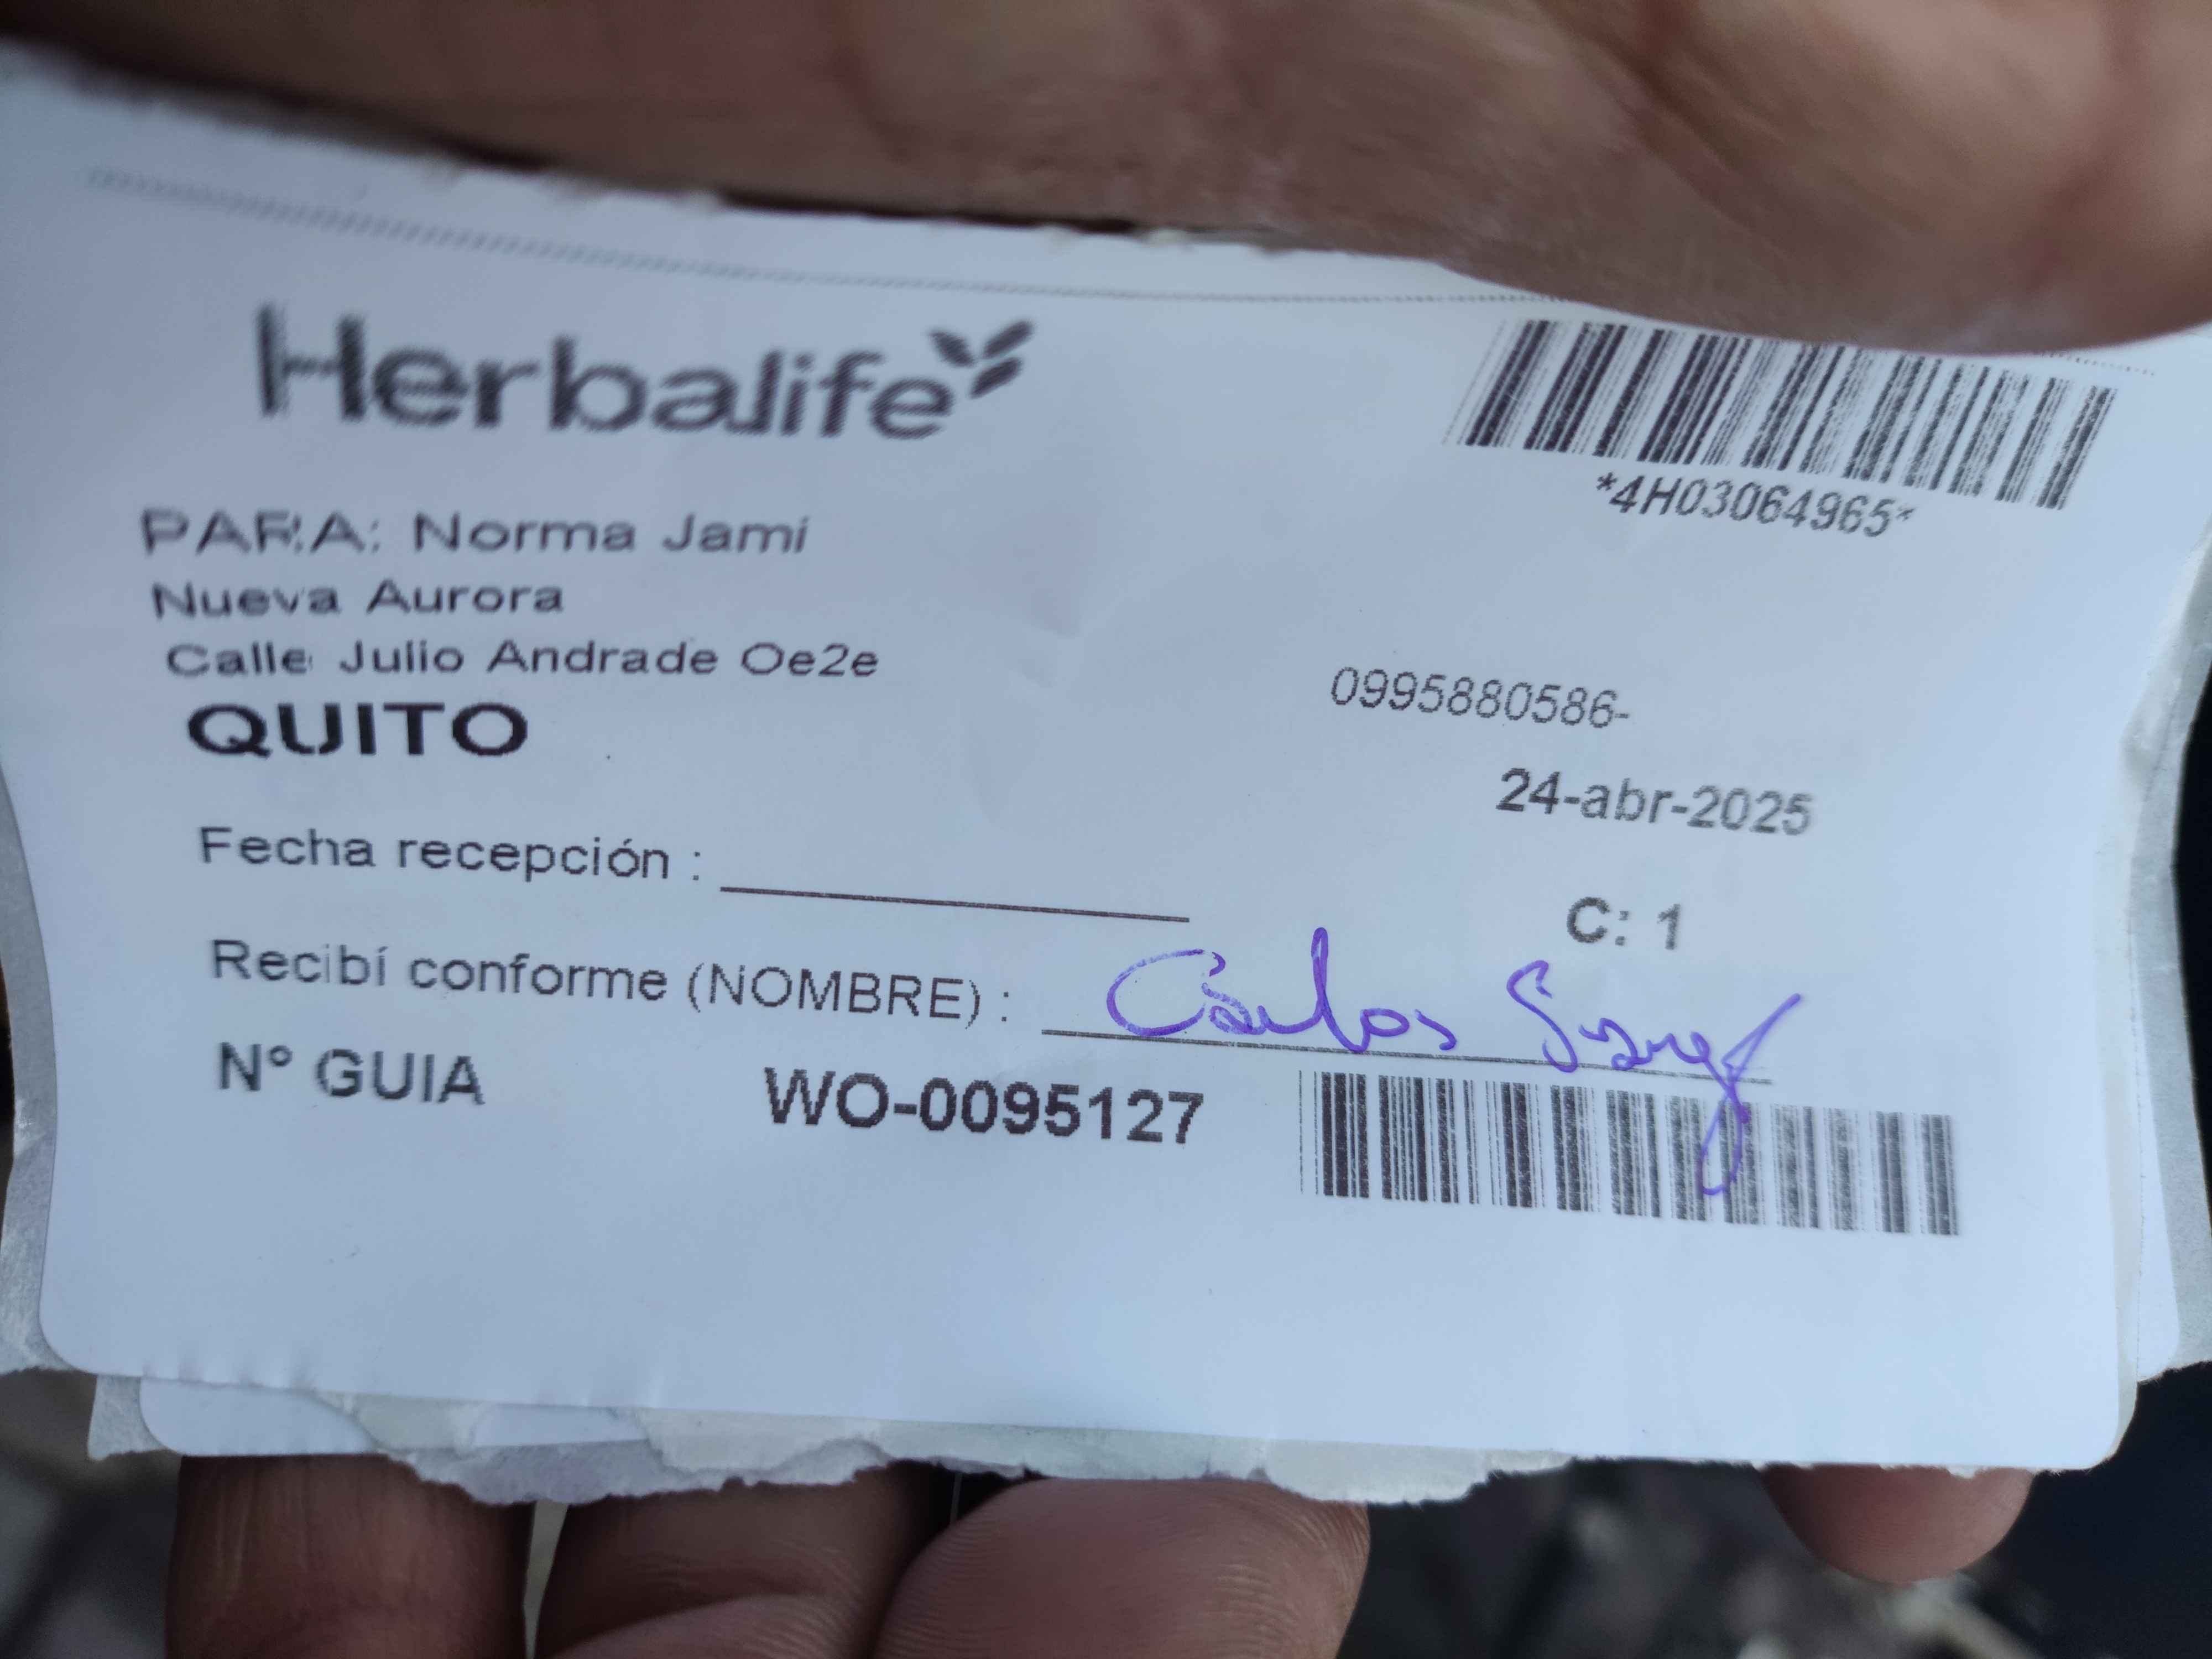 Herbalife
*4H03064965*
PARA: Norma Jami
Nueva Aurora
Calle Julio Andrade Oe2e
QUITO
0995880586-
24-abr-2025
Fecha recepción : 
C: 1
Recibí conforme (NOMBRE) : Carlos
Nº GUIA WO-0095127